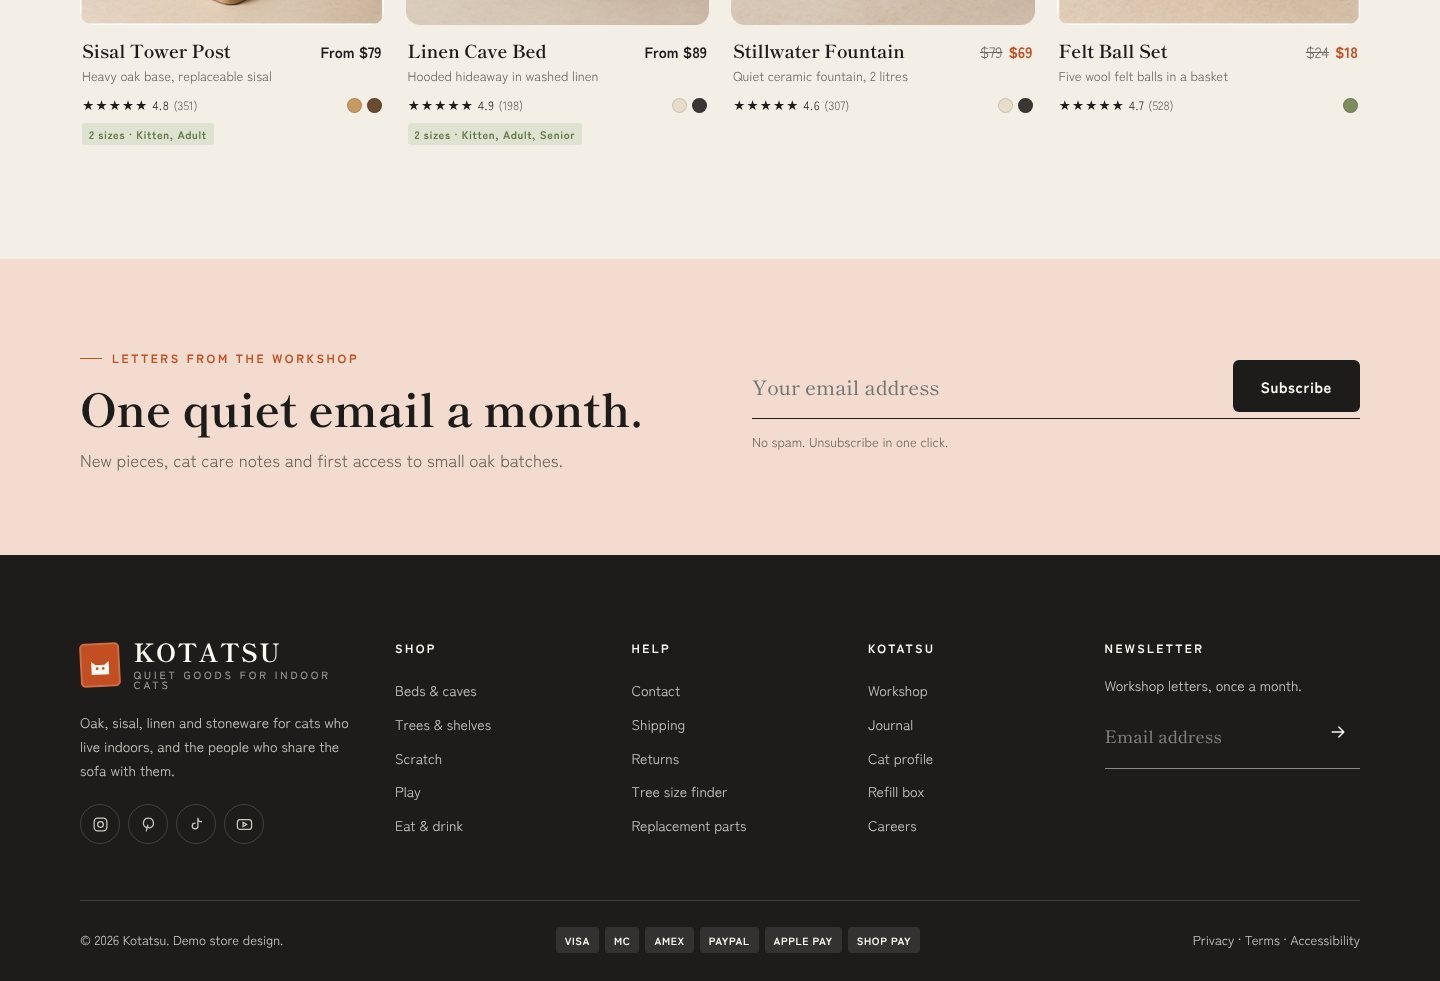 Sisal Tower Post From $79
Heavy oak base, replaceable sisal
★★★★★ 4.8 (351)
2 sizes · Kitten, Adult
Linen Cave Bed From $89
Hooded hideaway in washed linen
★★★★★ 4.9 (198)
2 sizes · Kitten, Adult, Senior
Stillwater Fountain $79 $69
Quiet ceramic fountain, 2 litres
★★★★★ 4.6 (307)
Felt Ball Set $24 $18
Five wool felt balls in a basket
★★★★★ 4.7 (528)
LETTERS FROM THE WORKSHOP
One quiet email a month.
New pieces, cat care notes and first access to small oak batches.
Your email address
Subscribe
No spam. Unsubscribe in one click.
KOTATSU
QUIET GOODS FOR INDOOR
CATS
Oak, sisal, linen and stoneware for cats who
live indoors, and the people who share the
sofa with them.
SHOP
Beds & caves
Trees & shelves
Scratch
Play
Eat & drink
HELP
Contact
Shipping
Returns
Tree size finder
Replacement parts
KOTATSU
Workshop
Journal
Cat profile
Refill box
Careers
NEWSLETTER
Workshop letters, once a month.
Email address
© 2026 Kotatsu. Demo store design.
VISA MC AMEX PAYPAL APPLE PAY SHOP PAY
Privacy · Terms · Accessibility